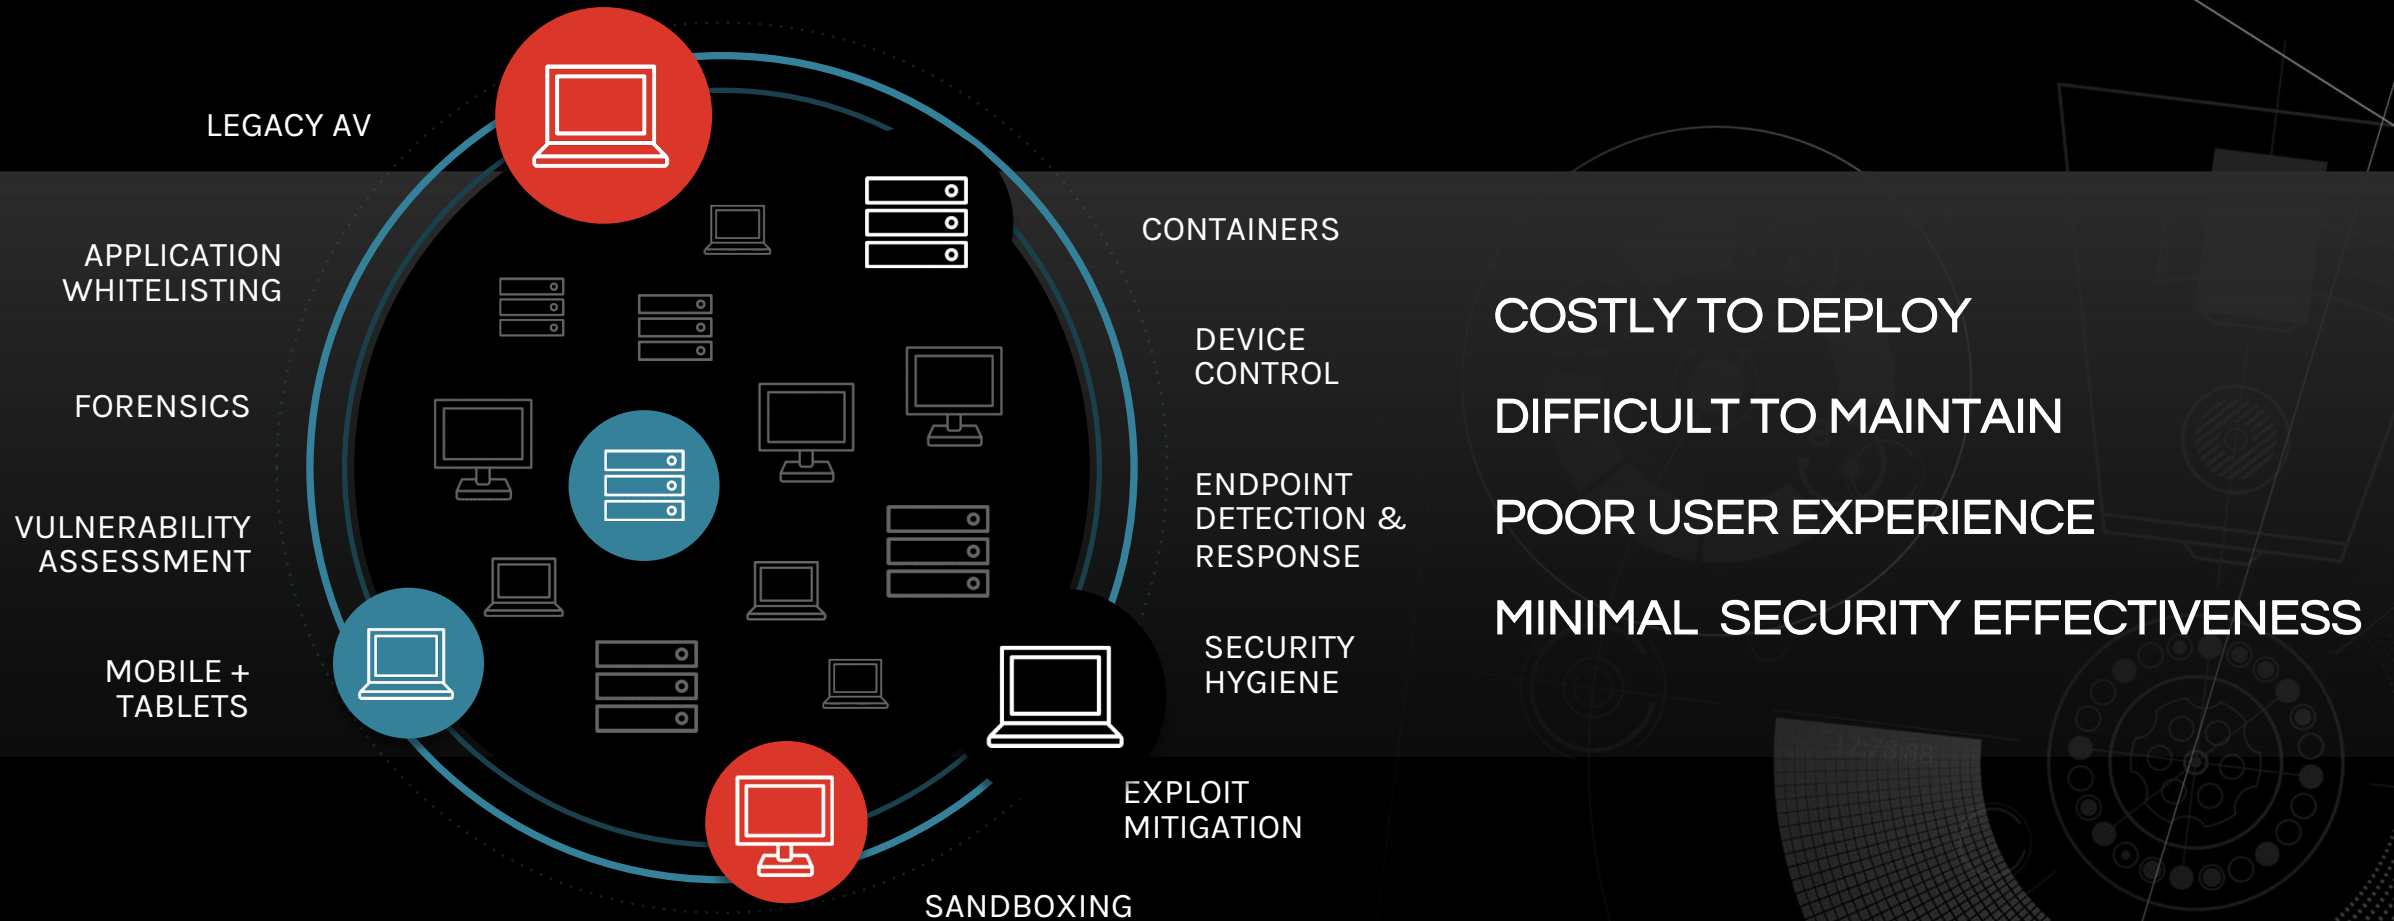 LEGACY AV
APPLICATION
WHITELISTING
FORENSICS
VULNERABILITY
ASSESSMENT
MOBILE +
TABLETS
CONTAINERS
DEVICE
CONTROL
ENDPOINT
DETECTION &
RESPONSE
SECURITY
HYGIENE
EXPLOIT
MITIGATION
SANDBOXING
COSTLY TO DEPLOY
DIFFICULT TO MAINTAIN
POOR USER EXPERIENCE
MINIMAL SECURITY EFFECTIVENESS